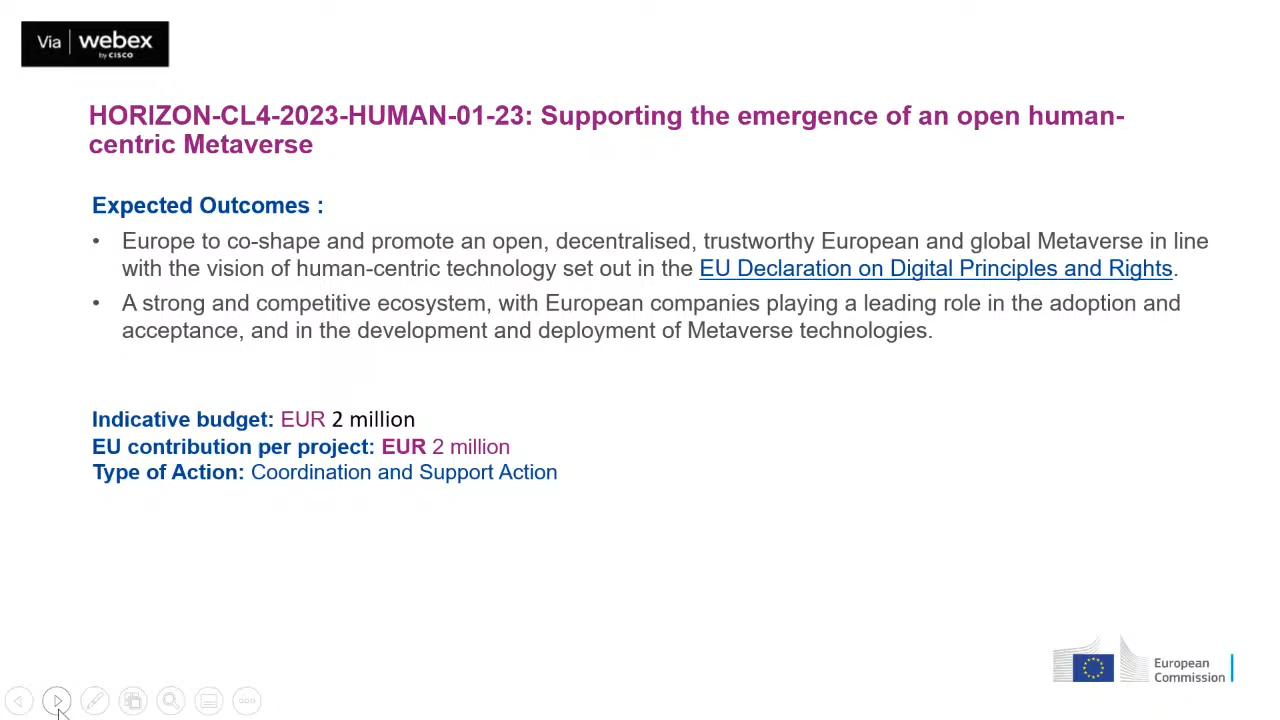 Via | webex
by CISCO
HORIZON-CL4-2023-HUMAN-01-23: Supporting the emergence of an open human-
centric Metaverse
Expected Outcomes :
• Europe to co-shape and promote an open, decentralised, trustworthy European and global Metaverse in line
with the vision of human-centric technology set out in the EU Declaration on Digital Principles and Rights.
• A strong and competitive ecosystem, with European companies playing a leading role in the adoption and
acceptance, and in the development and deployment of Metaverse technologies.
Indicative budget: EUR 2 million
EU contribution per project: EUR 2 million
Type of Action: Coordination and Support Action
European
Commission